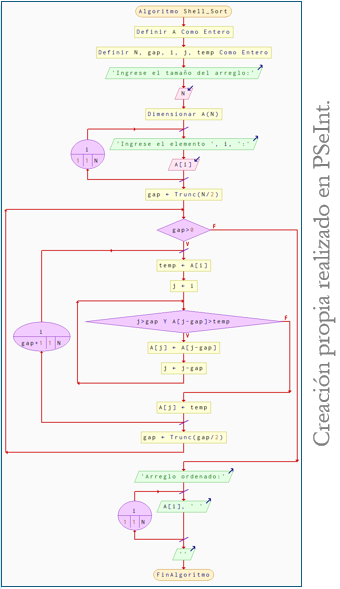 Algoritmo Shell_Sort
Definir A Como Entero
Definir N, gap, i, j, temp Como Entero
'Ingrese el tamaño del arreglo:'
N
Dimensionar A(N)
i
1 1 N
'Ingrese el elemento ', i, ':'
A[i]
gap ← Trunc(N/2)
gap>0
F
V
temp ← A[i]
j ← i
i
gap+1 1 N
j>gap Y A[j-gap]>temp
F
V
A[j] ← A[j-gap]
j ← j-gap
A[j] ← temp
gap ← Trunc(gap/2)
'Arreglo ordenado:'
i
1 1 N
A[i], ' '
''
FinAlgoritmo
Creación propia realizado en PSeInt.